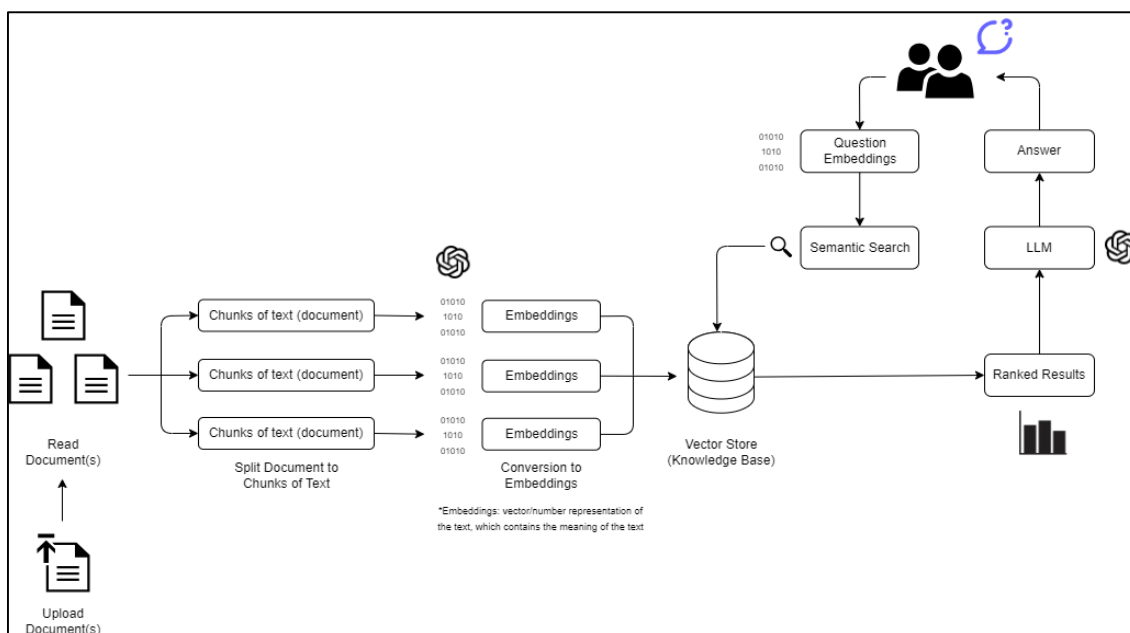 ?
01010
1010
01010
Question
Embeddings
Answer
Semantic Search
LLM
01010
1010
01010
Chunks of text (document)
Embeddings
01010
1010
01010
Chunks of text (document)
Embeddings
Ranked Results
01010
1010
01010
Chunks of text (document)
Embeddings
Read
Document(s)
Split Document to
Chunks of Text
Conversion to
Embeddings
Vector Store
(Knowledge Base)
*Embeddings: vector/number representation of
the text, which contains the meaning of the text
Upload
Document(s)